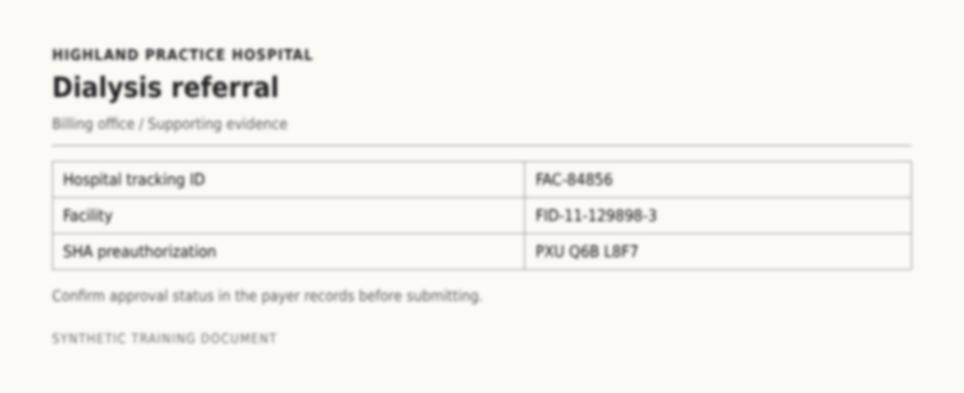 HIGHLAND PRACTICE HOSPITAL
Dialysis referral
Billing office / Supporting evidence
Hospital tracking ID FAC-84856
Facility FID-11-129898-3
SHA preauthorization PXU Q6B L8F7
Confirm approval status in the payer records before submitting.
SYNTHETIC TRAINING DOCUMENT